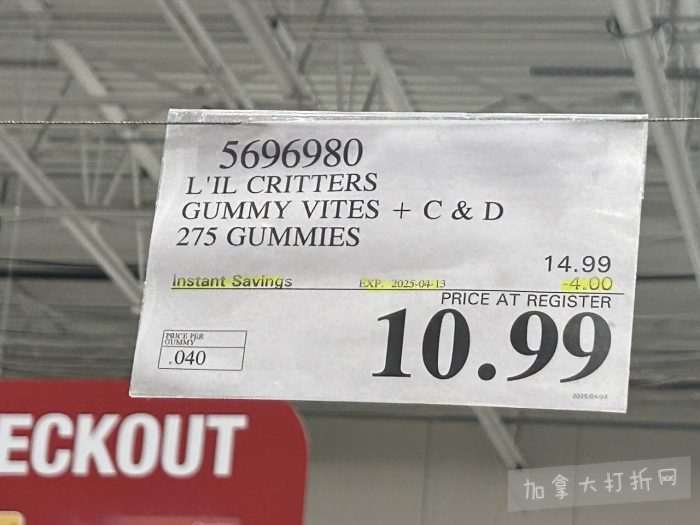 5696980
L'IL CRITTERS
GUMMY VITES + C & D
275 GUMMIES
14.99
Instant Savings EXP. 2025-04-13 -4.00
PRICE AT REGISTER
10.99
PRICE PER
GUMMY
.040
ECKOUT
加拿大打折网